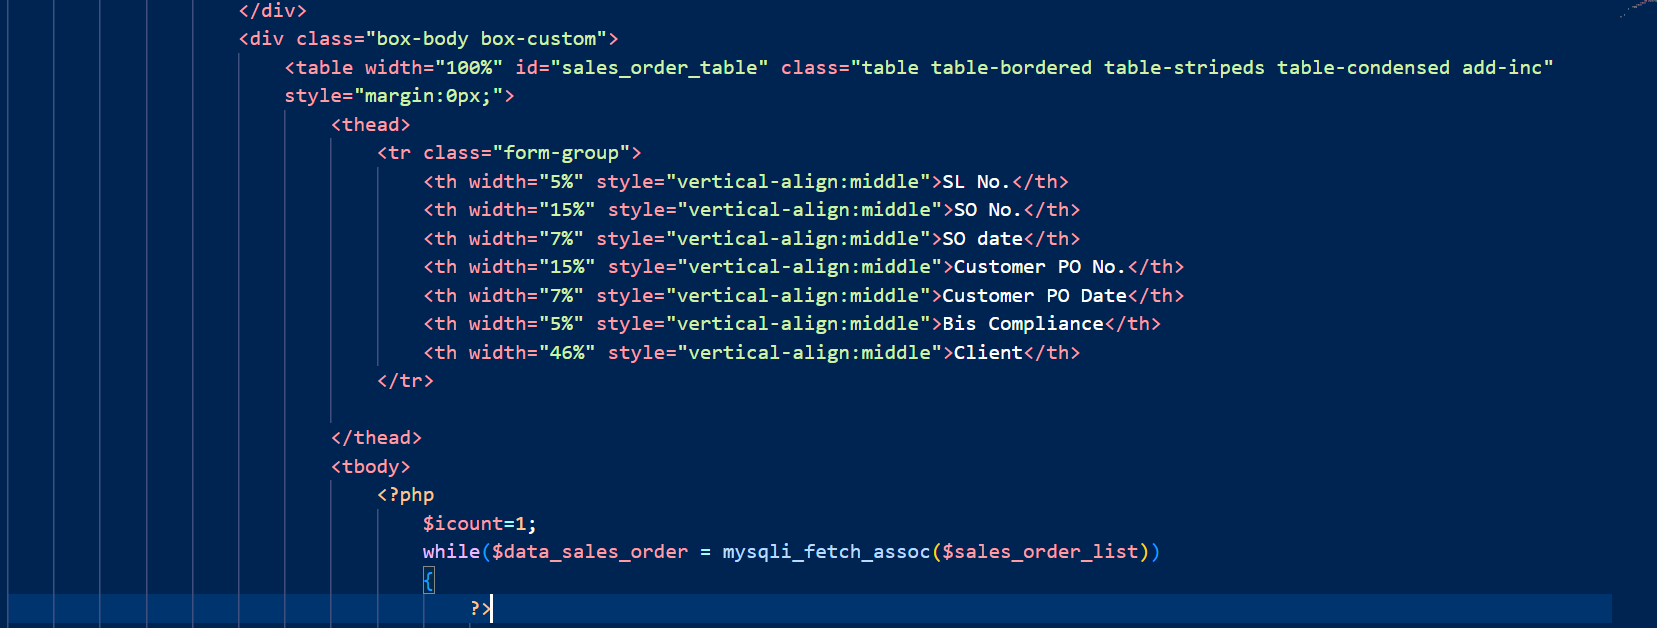 </div>
<div class="box-body box-custom">
<table width="100%" id="sales_order_table" class="table table-bordered table-stripeds table-condensed add-inc"
style="margin:0px;">
<thead>
<tr class="form-group">
<th width="5%" style="vertical-align:middle">SL No.</th>
<th width="15%" style="vertical-align:middle">SO No.</th>
<th width="7%" style="vertical-align:middle">SO date</th>
<th width="15%" style="vertical-align:middle">Customer PO No.</th>
<th width="7%" style="vertical-align:middle">Customer PO Date</th>
<th width="5%" style="vertical-align:middle">Bis Compliance</th>
<th width="46%" style="vertical-align:middle">Client</th>
</tr>
</thead>
<tbody>
<?php
$icount=1;
while($data_sales_order = mysqli_fetch_assoc($sales_order_list))
{
?>